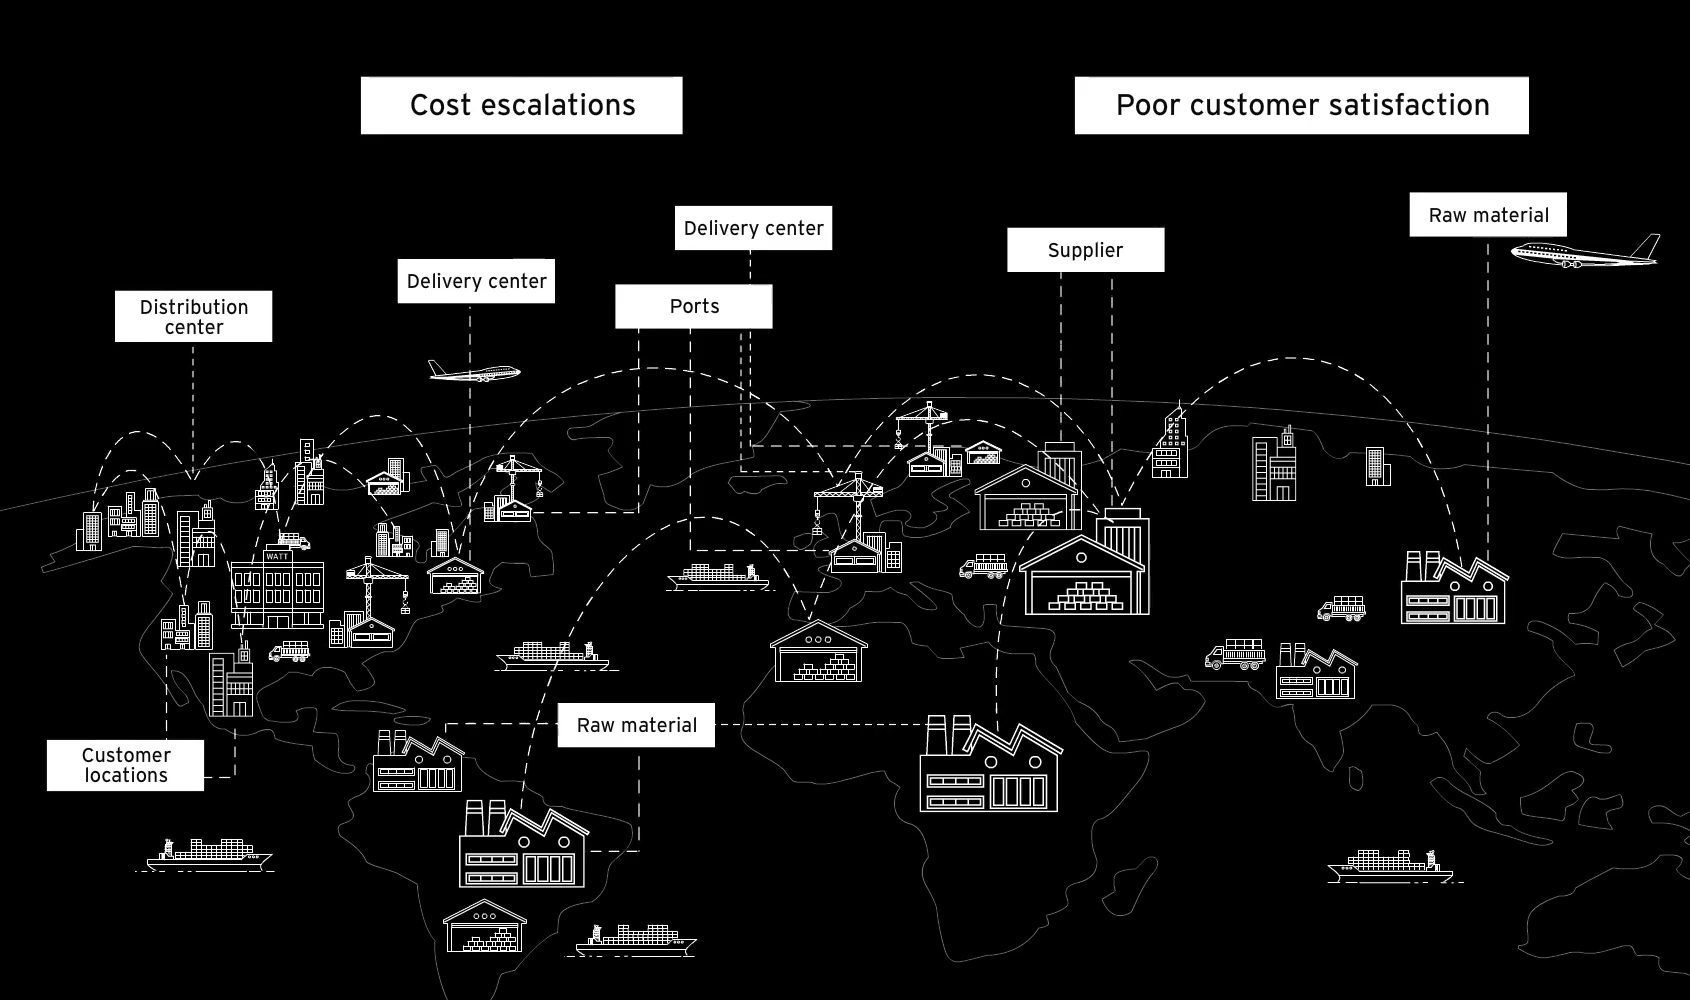 Cost escalations
Poor customer satisfaction
Raw material
Delivery center
Supplier
Delivery center
Ports
Distribution
center
WATT
Raw material
Customer
locations